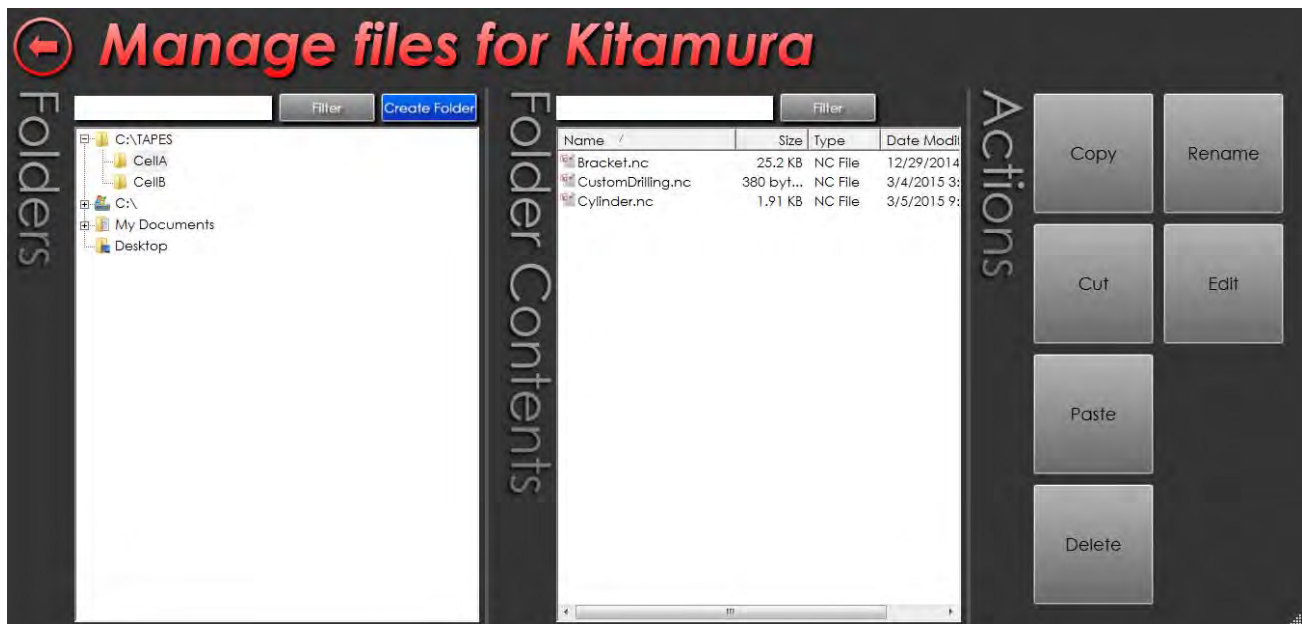 Manage files for Kitamura
Folders
Filter
Create Folder
C:\TAPES
CellA
CellB
C:\
My Documents
Desktop
Folder Contents
Filter
Name Size Type Date Modi
Bracket.nc 25.2 KB NC File 12/29/2014
CustomDrilling.nc 380 byt... NC File 3/4/2015 3:
Cylinder.nc 1.91 KB NC File 3/5/2015 9:
Actions
Copy
Rename
Cut
Edit
Paste
Delete